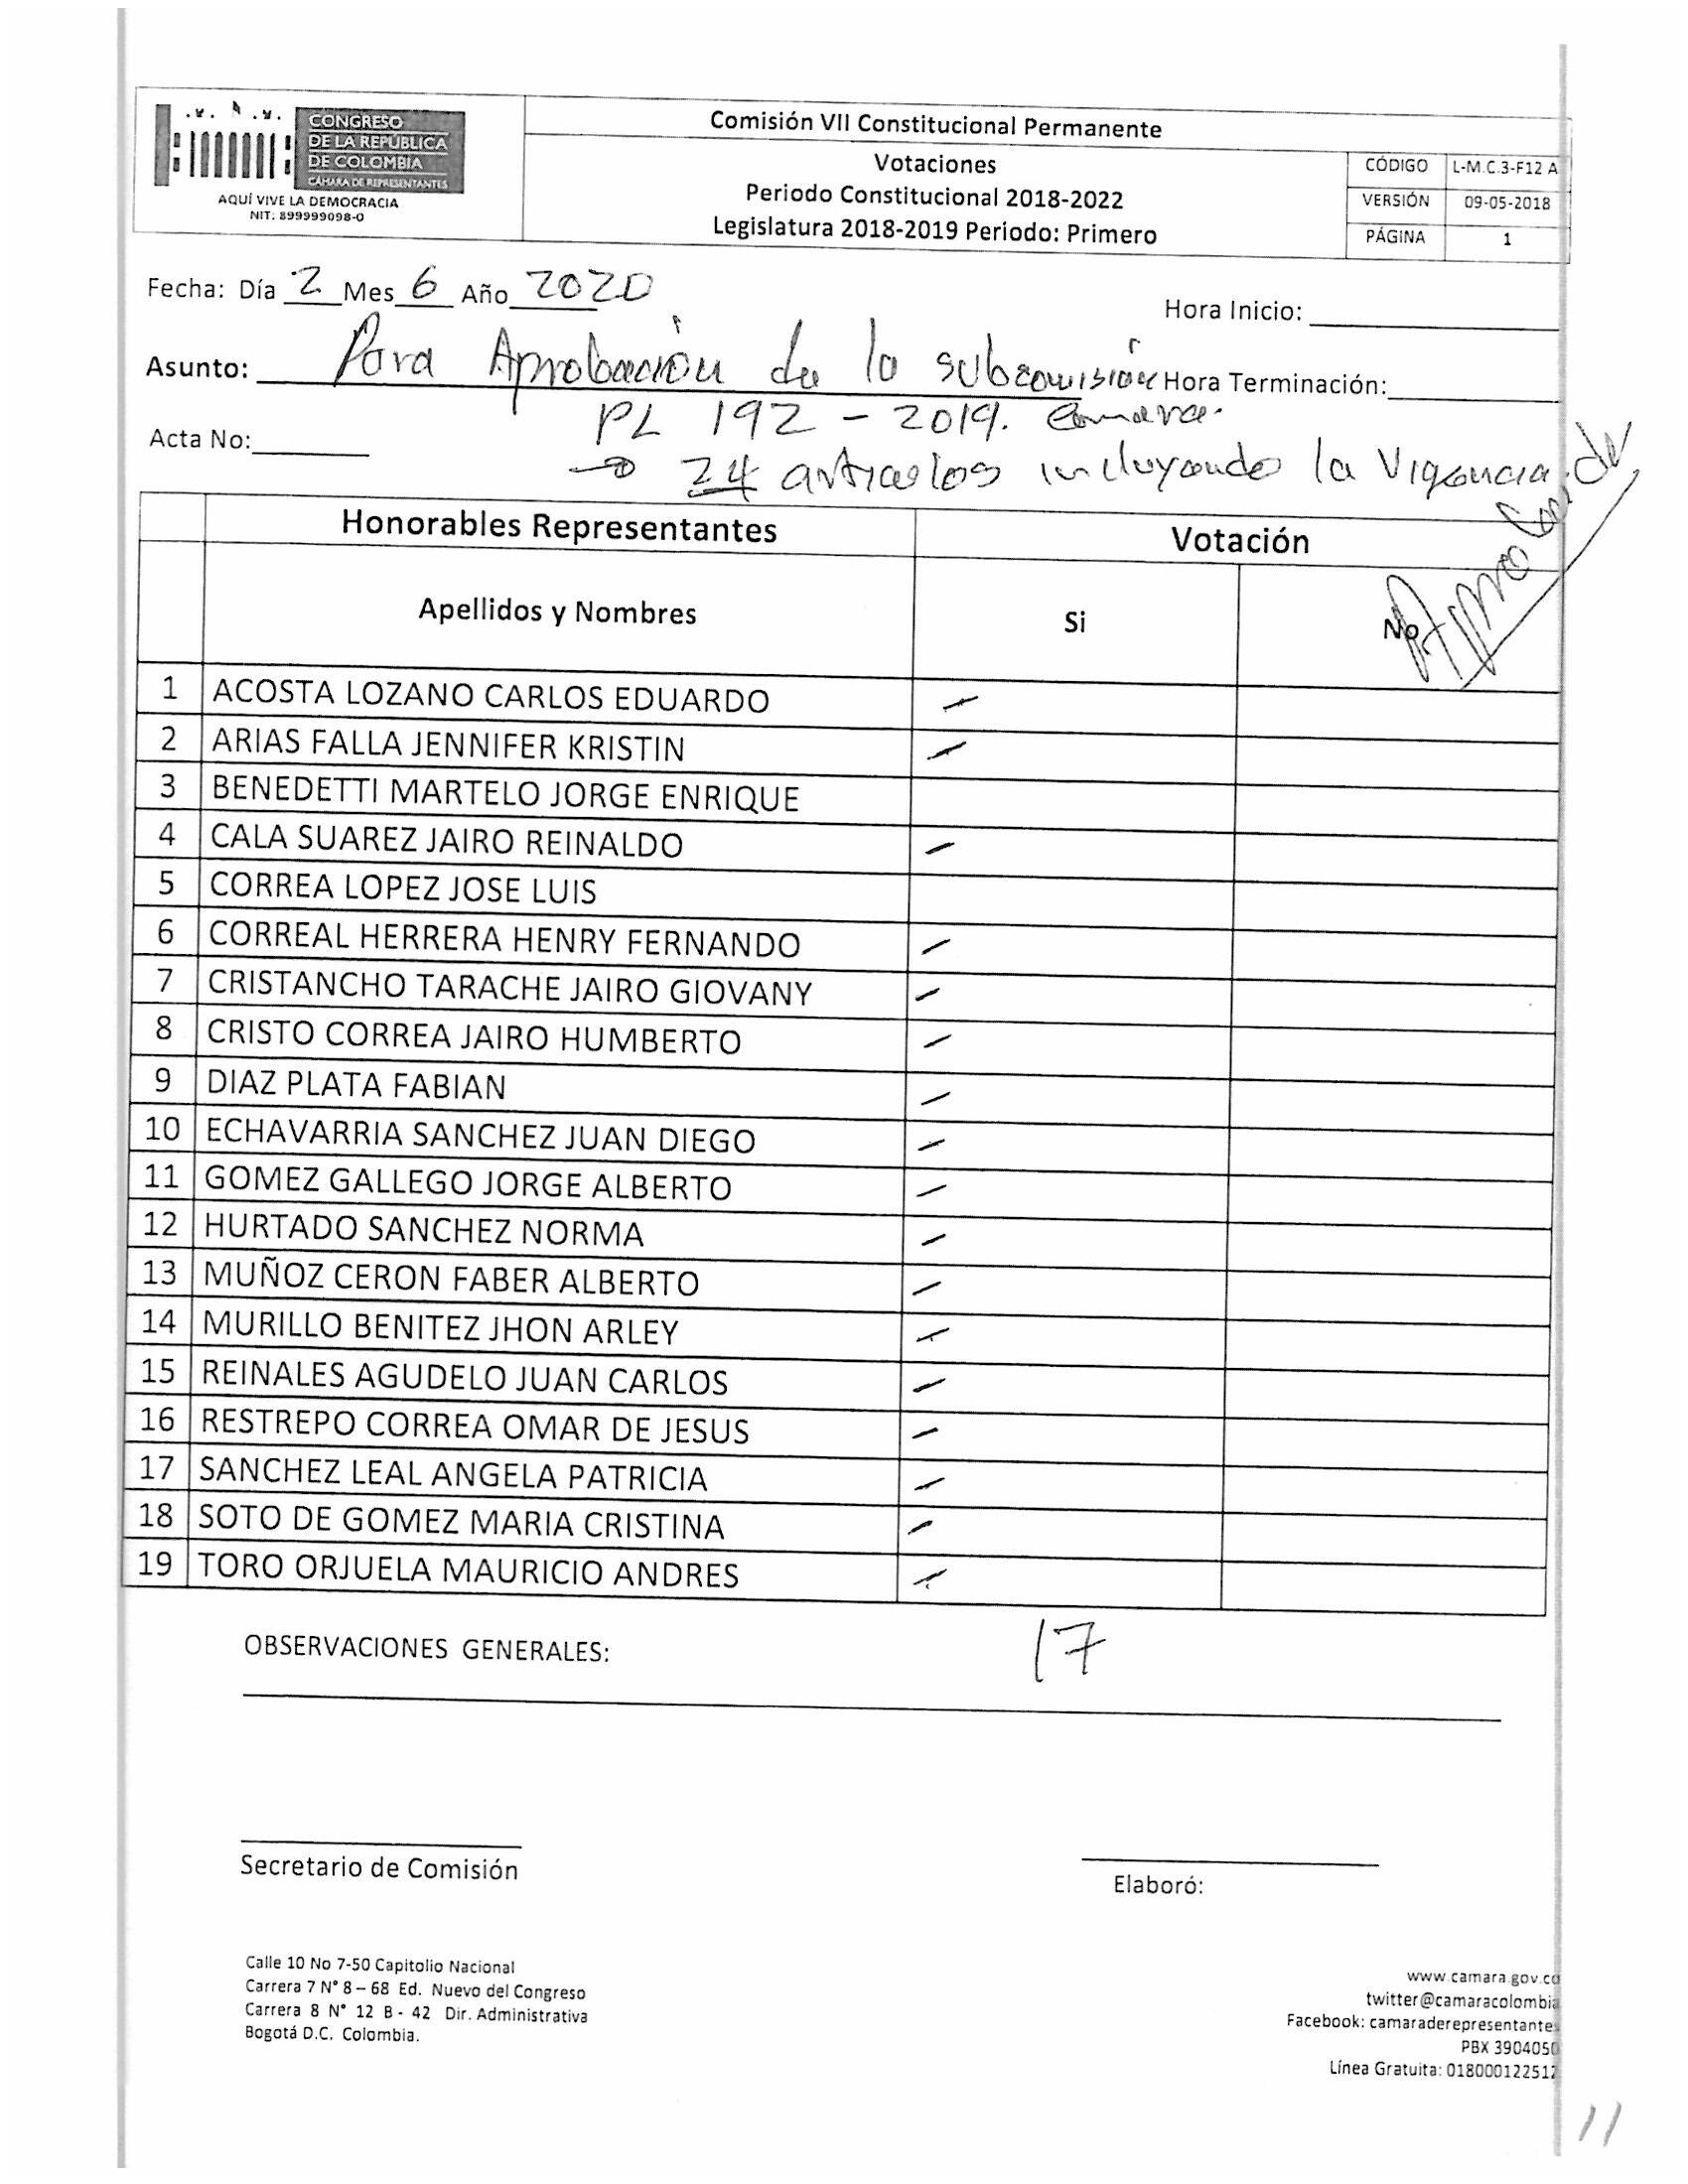 CONGRESO
DE LA REPÚBLICA
DE COLOMBIA
CÁMARA DE REPRESENTANTES
AQUÍ VIVE LA DEMOCRACIA
NIT: 899999098-0
Comisión VII Constitucional Permanente
Votaciones
Periodo Constitucional 2018-2022
Legislatura 2018-2019 Periodo: Primero
CÓDIGO L-M.C.3-F12 A
VERSIÓN 09-05-2018
PÁGINA 1
Fecha: Día 2 Mes 6 Año 2020
Hora Inicio:
Asunto: Para Aprobación de la subcomisión Hora Terminación:
PL 192 - 2019. Camara.
Acta No:
→ 24 articulos incluyendo la Vigencia.
Honorables Representantes Votación
Apellidos y Nombres Si No
1 ACOSTA LOZANO CARLOS EDUARDO –
2 ARIAS FALLA JENNIFER KRISTIN –
3 BENEDETTI MARTELO JORGE ENRIQUE
4 CALA SUAREZ JAIRO REINALDO –
5 CORREA LOPEZ JOSE LUIS
6 CORREAL HERRERA HENRY FERNANDO –
7 CRISTANCHO TARACHE JAIRO GIOVANY –
8 CRISTO CORREA JAIRO HUMBERTO –
9 DIAZ PLATA FABIAN –
10 ECHAVARRIA SANCHEZ JUAN DIEGO –
11 GOMEZ GALLEGO JORGE ALBERTO –
12 HURTADO SANCHEZ NORMA –
13 MUÑOZ CERON FABER ALBERTO –
14 MURILLO BENITEZ JHON ARLEY –
15 REINALES AGUDELO JUAN CARLOS –
16 RESTREPO CORREA OMAR DE JESUS –
17 SANCHEZ LEAL ANGELA PATRICIA –
18 SOTO DE GOMEZ MARIA CRISTINA –
19 TORO ORJUELA MAURICIO ANDRES –
OBSERVACIONES GENERALES: 17
Secretario de Comisión
Elaboró:
Calle 10 No 7-50 Capitolio Nacional
Carrera 7 N° 8 – 68 Ed. Nuevo del Congreso
Carrera 8 N° 12 B - 42 Dir. Administrativa
Bogotá D.C. Colombia.
www.camara.gov.co
twitter@camaracolombia
Facebook: camaraderepresentantes
PBX 3904050
Línea Gratuita: 018000122512
11